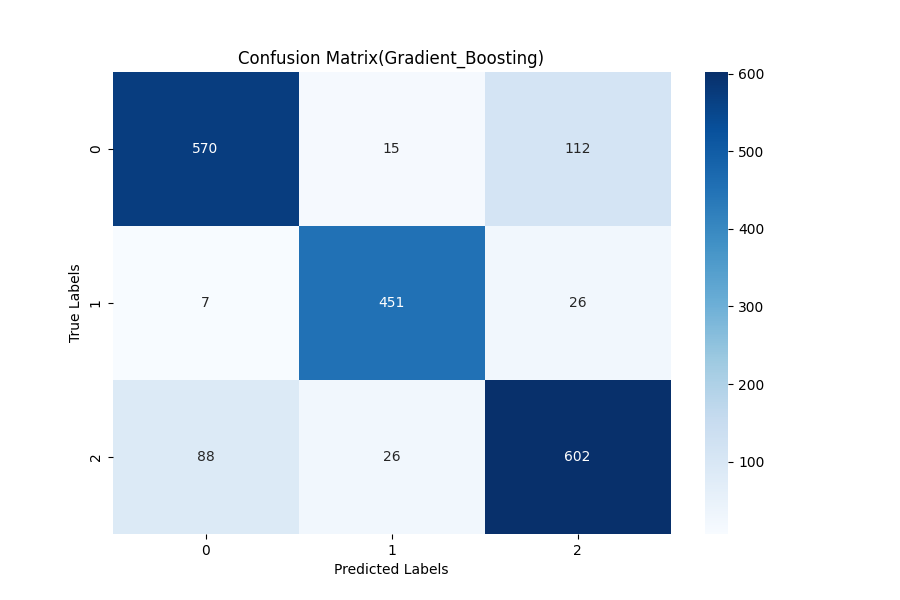 Confusion Matrix(Gradient_Boosting)
True Labels
0 570 15 112
1 7 451 26
2 88 26 602
0 1 2
Predicted Labels
600
500
400
300
200
100